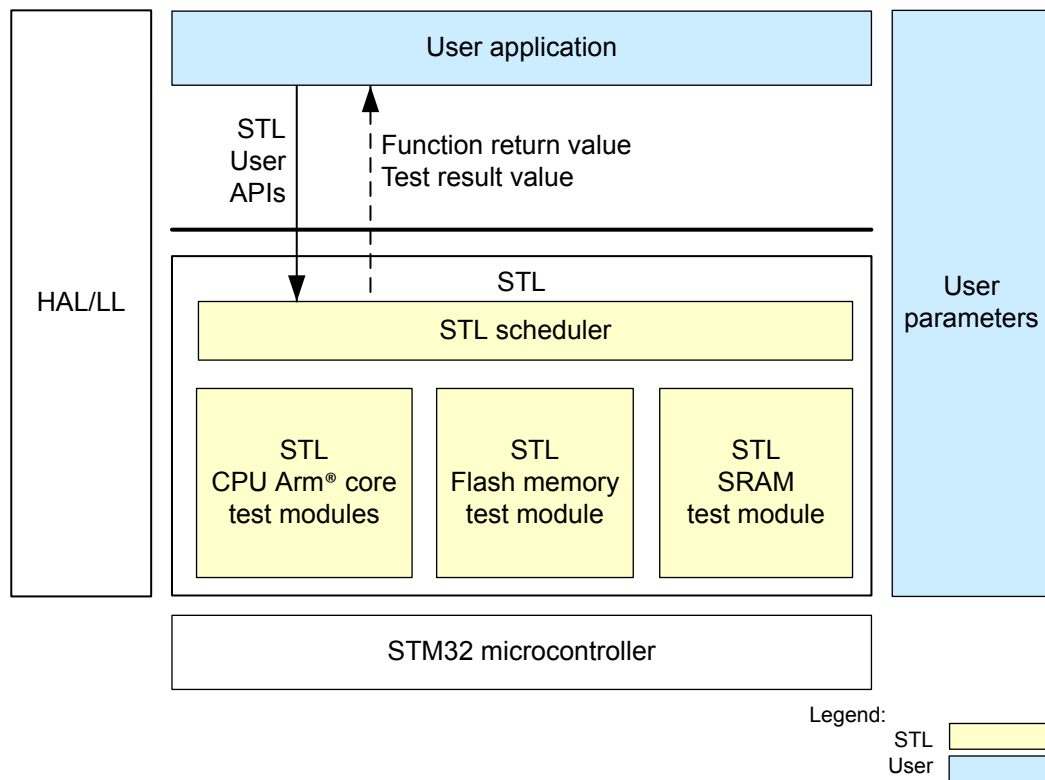 User application
STL
User
APIs
Function return value
Test result value
HAL/LL
User
parameters
STL
STL scheduler
STL
CPU Arm® core
test modules
STL
Flash memory
test module
STL
SRAM
test module
STM32 microcontroller
Legend:
STL
User